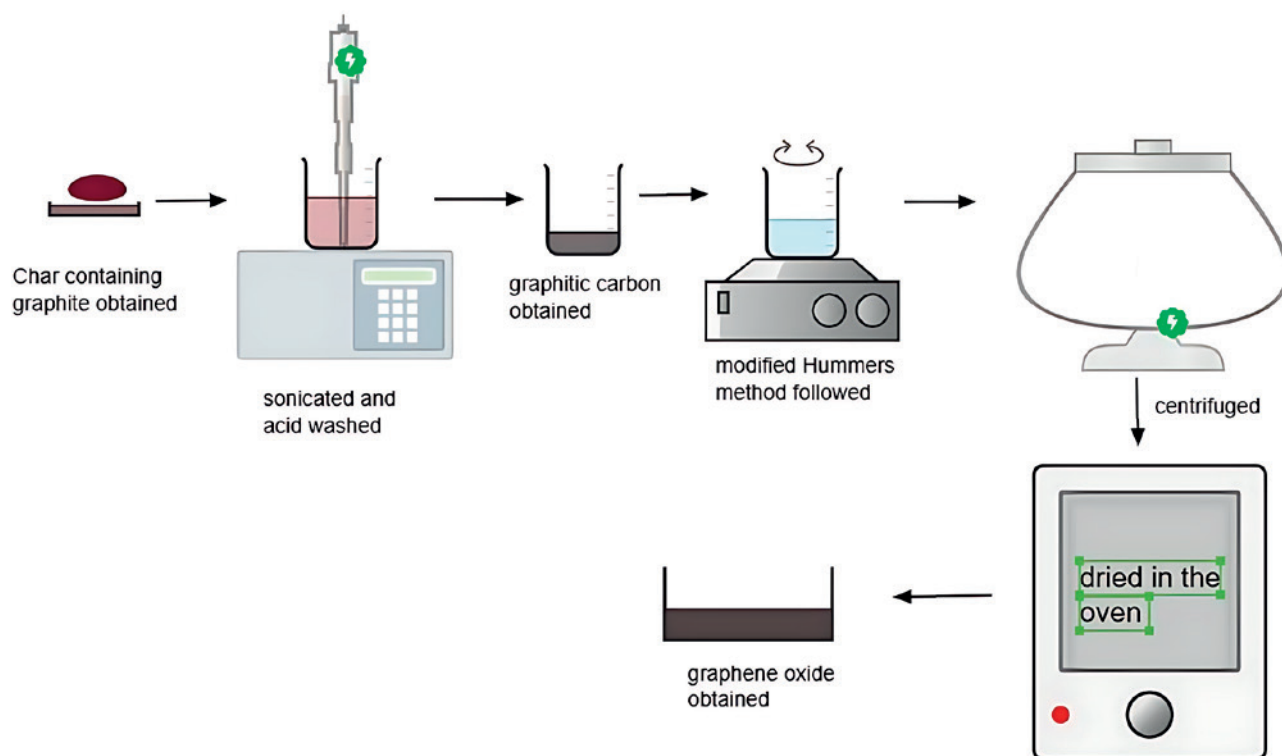 Char containing
graphite obtained
sonicated and
acid washed
graphitic carbon
obtained
modified Hummers
method followed
centrifuged
dried in the
oven
graphene oxide
obtained